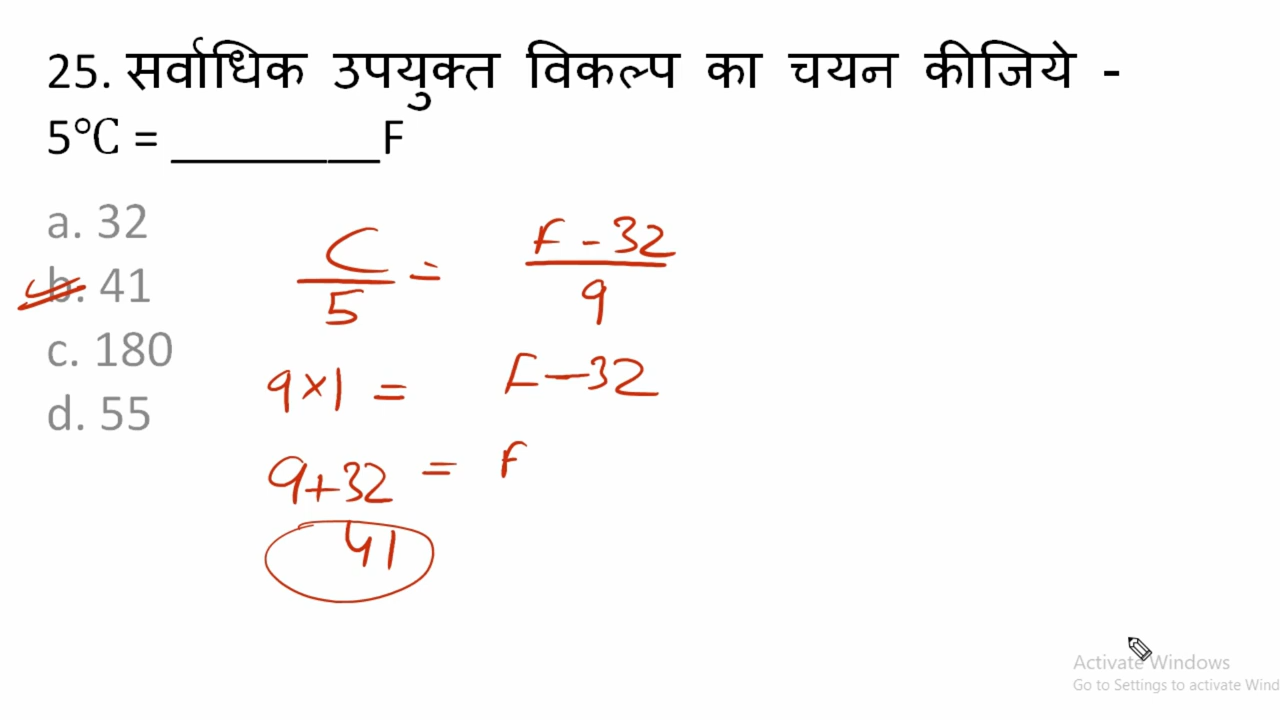 25. सर्वाधिक उपयुक्त विकल्प का चयन कीजिये -
5℃ = _________F
a. 32
b. 41
c. 180
d. 55
C/5 = F - 32/9
9 × 1 = F - 32
9 + 32 = F
41
Activate Windows
Go to Settings to activate Wind